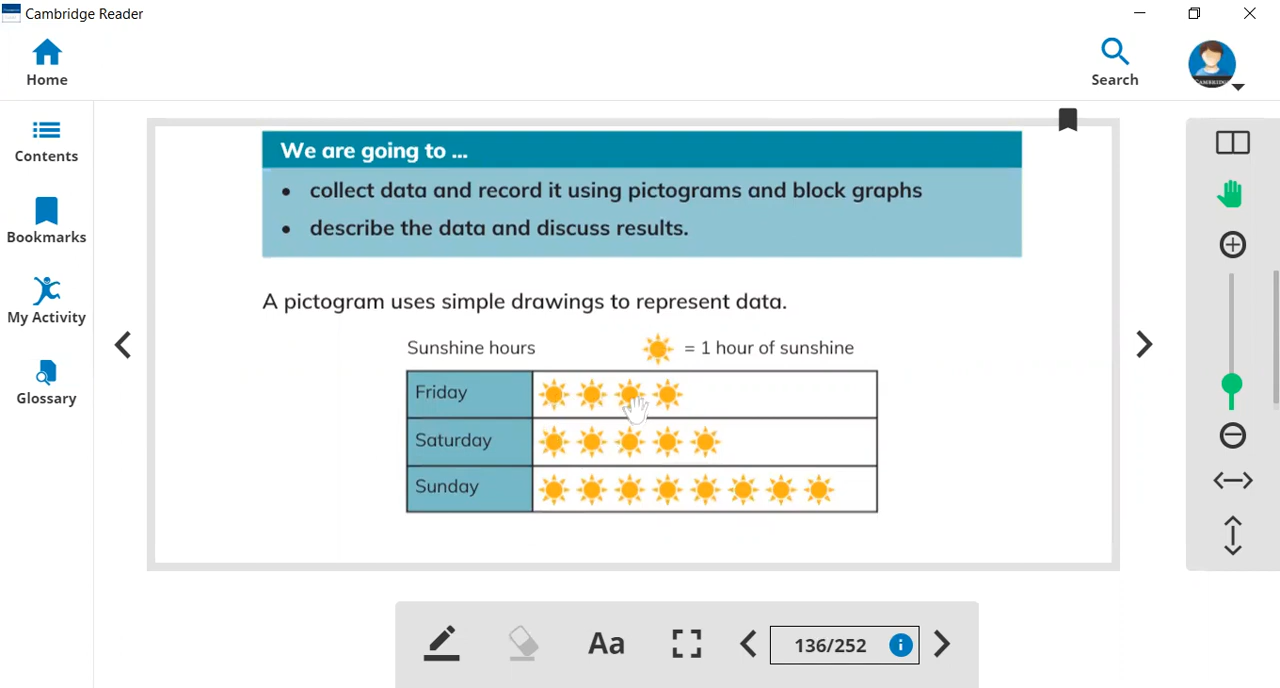 Cambridge Reader
Home
Search
Contents
Bookmarks
My Activity
Glossary
We are going to ...
• collect data and record it using pictograms and block graphs
• describe the data and discuss results.
A pictogram uses simple drawings to represent data.
Sunshine hours = 1 hour of sunshine
Friday
Saturday
Sunday
Aa
136/252